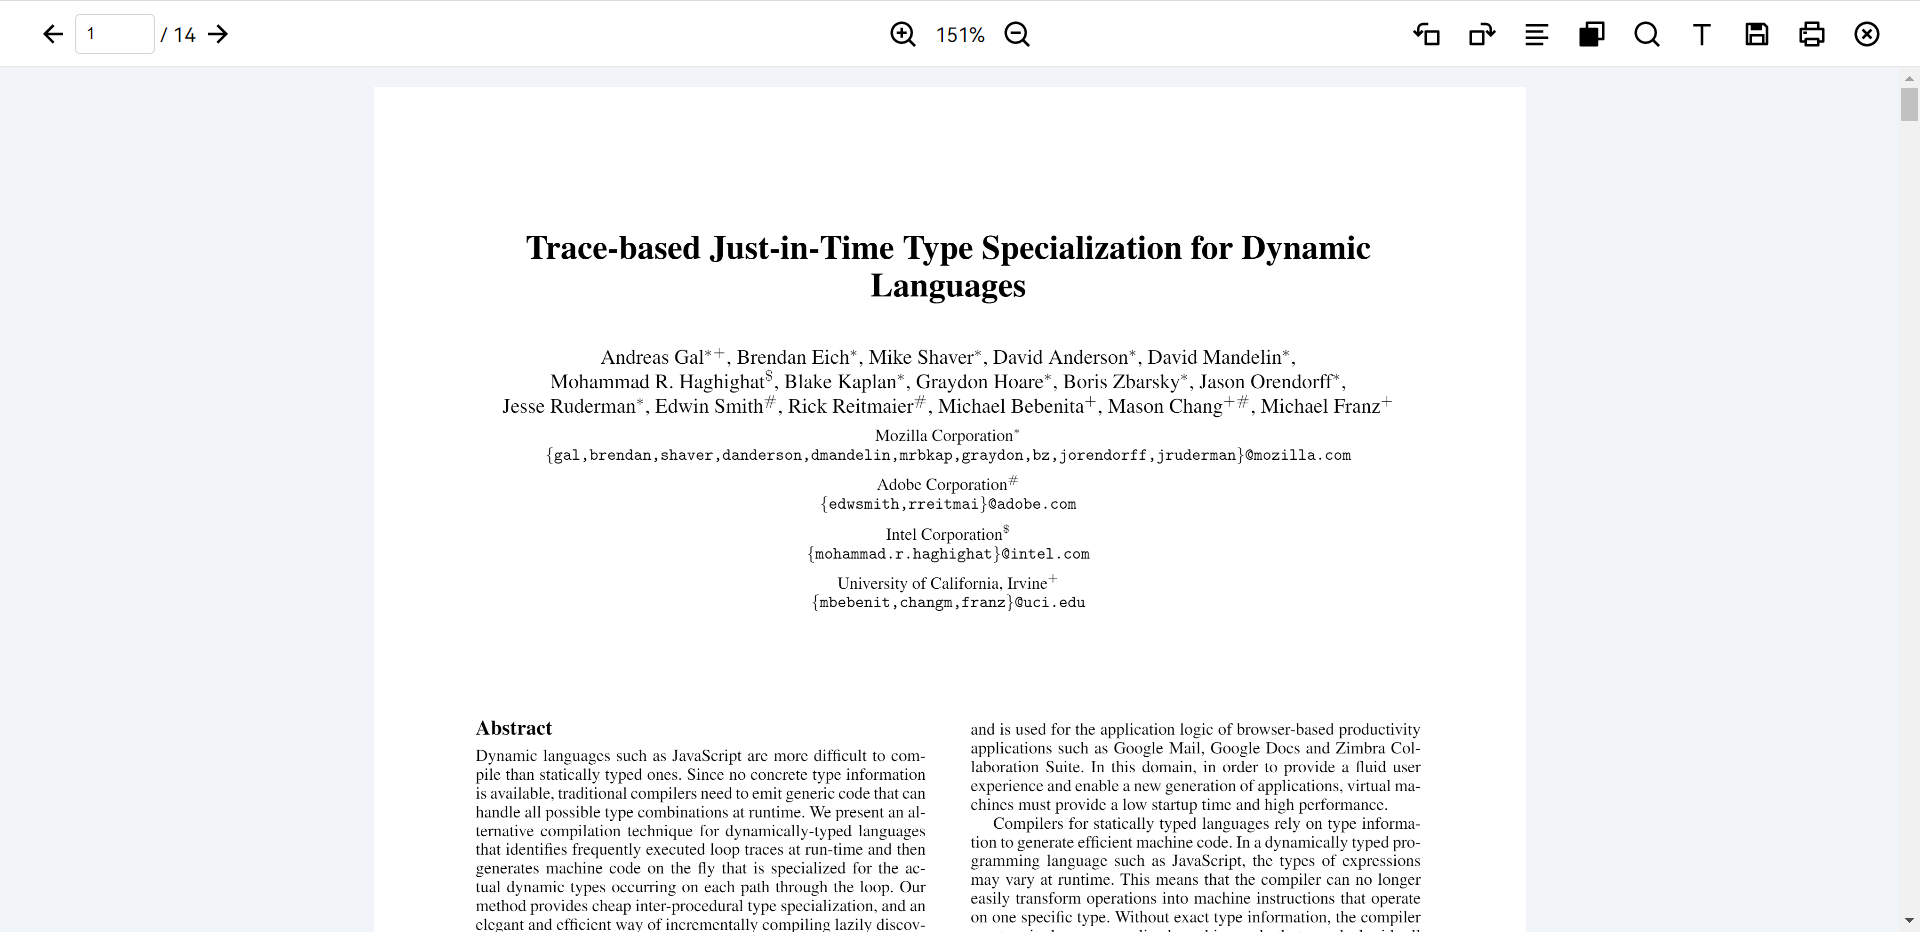 1 / 14 151%
Trace-based Just-in-Time Type Specialization for Dynamic
Languages
Andreas Gal*+, Brendan Eich*, Mike Shaver*, David Anderson*, David Mandelin*,
Mohammad R. Haghighat$, Blake Kaplan*, Graydon Hoare*, Boris Zbarsky*, Jason Orendorff*,
Jesse Ruderman*, Edwin Smith#, Rick Reitmaier#, Michael Bebenita+, Mason Chang+#, Michael Franz+
Mozilla Corporation*
{gal,brendan,shaver,danderson,dmandelin,mrbkap,graydon,bz,jorendorff,jruderman}@mozilla.com
Adobe Corporation#
{edwsmith,rreitmai}@adobe.com
Intel Corporation$
{mohammad.r.haghighat}@intel.com
University of California, Irvine+
{mbebenit,changm,franz}@uci.edu
Abstract
Dynamic languages such as JavaScript are more difficult to com-
pile than statically typed ones. Since no concrete type information
is available, traditional compilers need to emit generic code that can
handle all possible type combinations at runtime. We present an al-
ternative compilation technique for dynamically-typed languages
that identifies frequently executed loop traces at run-time and then
generates machine code on the fly that is specialized for the ac-
tual dynamic types occurring on each path through the loop. Our
method provides cheap inter-procedural type specialization, and an
elegant and efficient way of incrementally compiling lazily discov-
and is used for the application logic of browser-based productivity
applications such as Google Mail, Google Docs and Zimbra Col-
laboration Suite. In this domain, in order to provide a fluid user
experience and enable a new generation of applications, virtual ma-
chines must provide a low startup time and high performance.
Compilers for statically typed languages rely on type informa-
tion to generate efficient machine code. In a dynamically typed pro-
gramming language such as JavaScript, the types of expressions
may vary at runtime. This means that the compiler can no longer
easily transform operations into machine instructions that operate
on one specific type. Without exact type information, the compiler